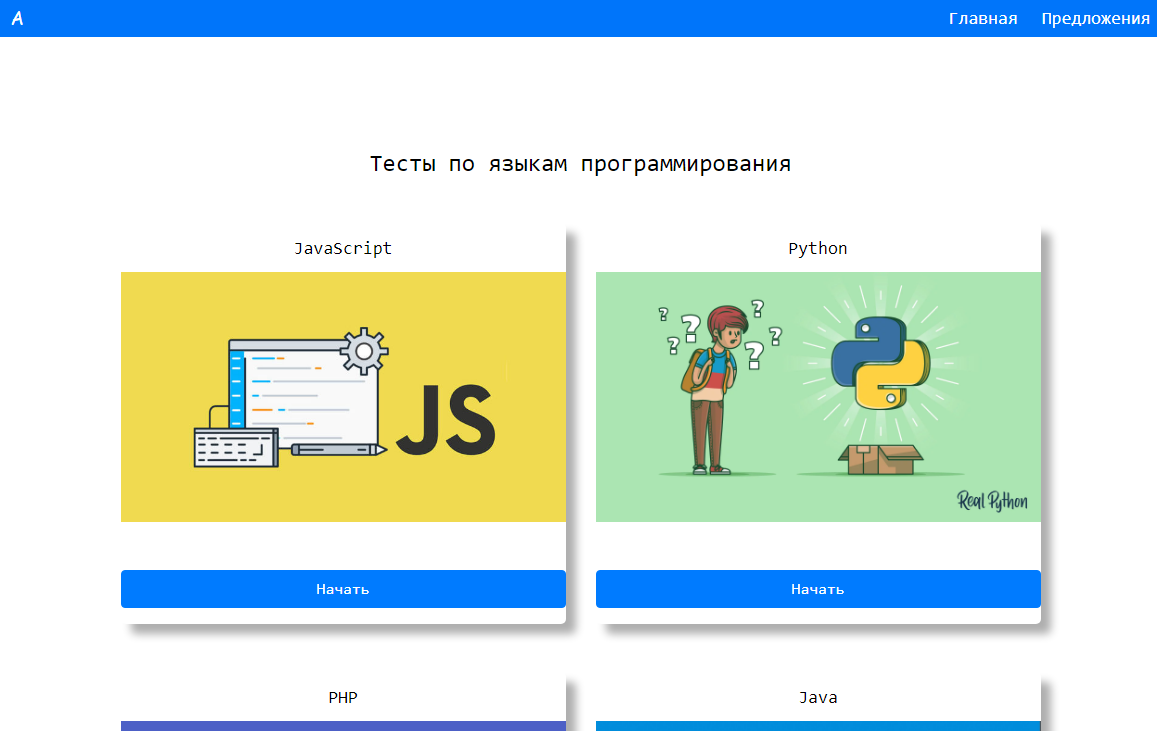 A
Главная Предложения
Тесты по языкам программирования
JavaScript
Python
JS
? ? ? ? ? ?
Real Python
Начать
Начать
PHP
Java